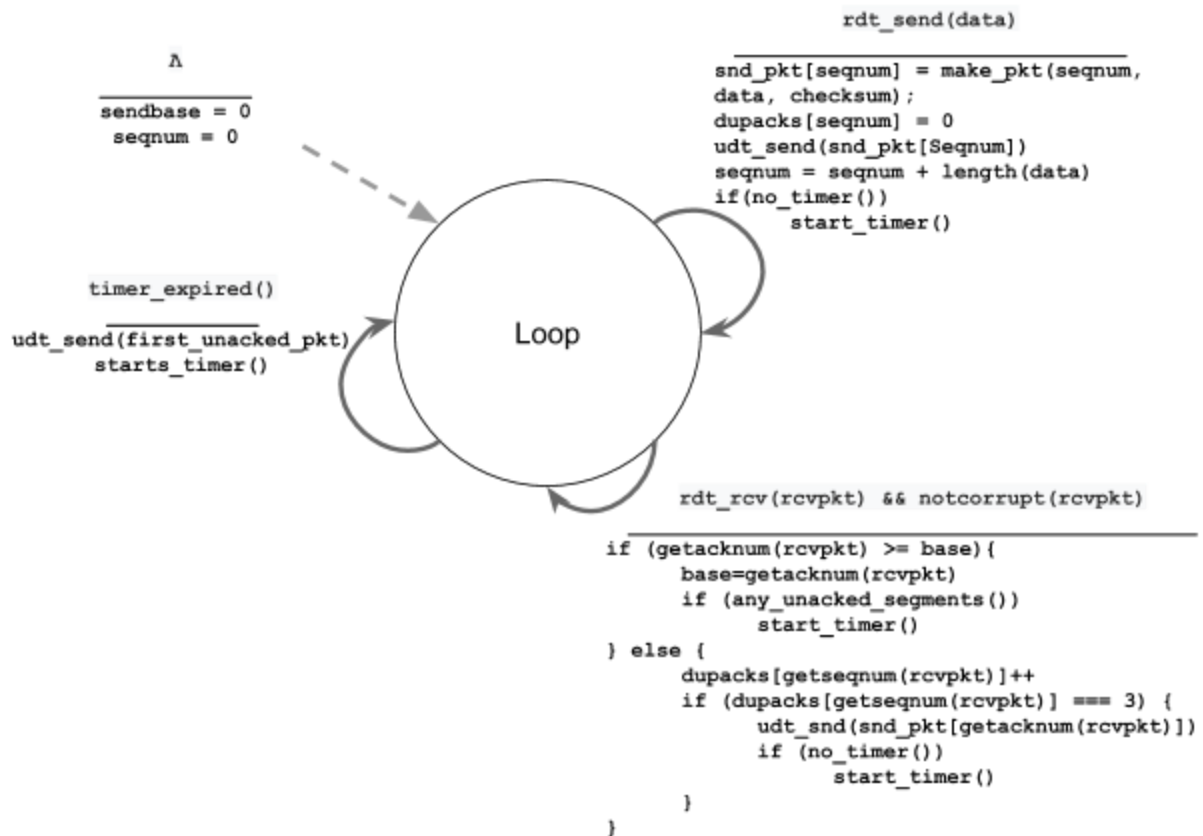 Λ
sendbase = 0
seqnum = 0
rdt_send(data)
snd_pkt[seqnum] = make_pkt(seqnum,
data, checksum);
dupacks[seqnum] = 0
udt_send(snd_pkt[Seqnum])
seqnum = seqnum + length(data)
if(no_timer())
start_timer()
timer_expired()
udt_send(first_unacked_pkt)
starts_timer()
Loop
rdt_rcv(rcvpkt) && notcorrupt(rcvpkt)
if (getacknum(rcvpkt) >= base){
base=getacknum(rcvpkt)
if (any_unacked_segments())
start_timer()
} else {
dupacks[getseqnum(rcvpkt)]++
if (dupacks[getseqnum(rcvpkt)] === 3) {
udt_snd(snd_pkt[getacknum(rcvpkt)])
if (no_timer())
start_timer()
}
}